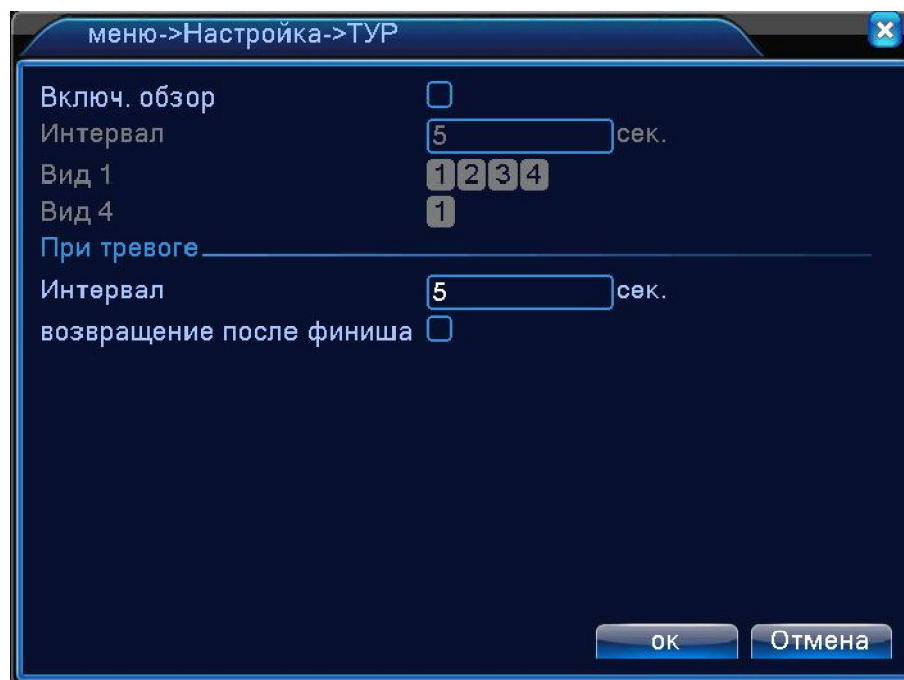 меню->Настройка->ТУР
Включ. обзор
Интервал 5 сек.
Вид 1 1 2 3 4
Вид 4 1
При тревоге
Интервал 5 сек.
возвращение после финиша
ок Отмена